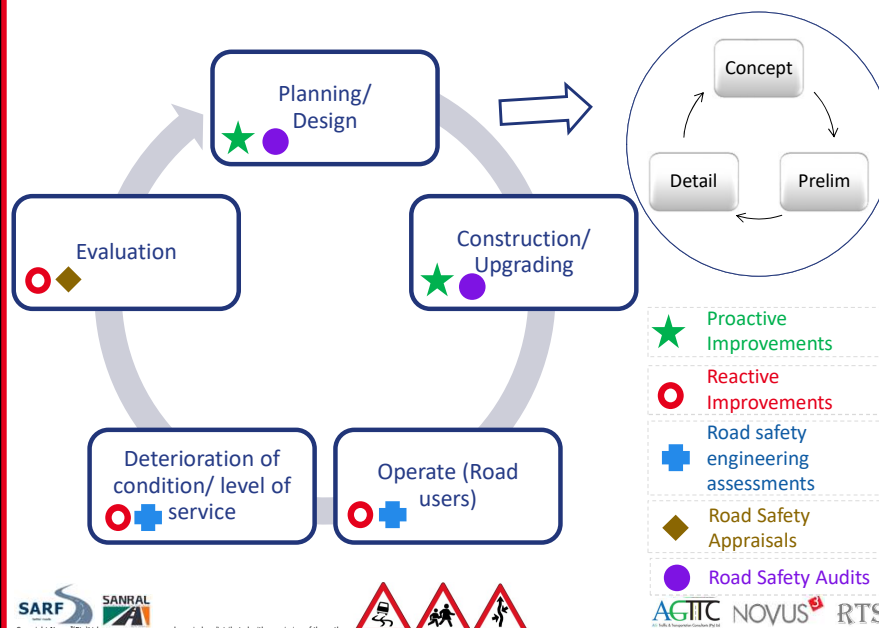 Planning/
Design
Concept
Detail
Prelim
Evaluation
Construction/
Upgrading
Deterioration of
condition/ level of
service
Operate (Road
users)
Proactive
Improvements
Reactive
Improvements
Road safety
engineering
assessments
Road Safety
Appraisals
Road Safety Audits
SARF
SANRAL
AGTTC
NOVUS3
RTS